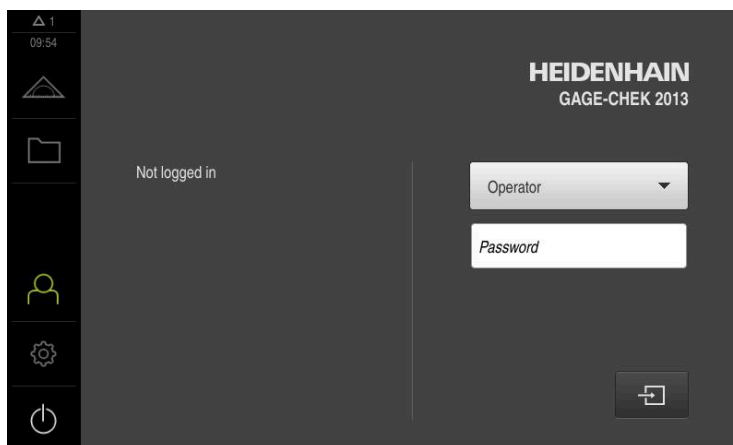 1
09:54
HEIDENHAIN
GAGE-CHEK 2013
Not logged in
Operator
Password